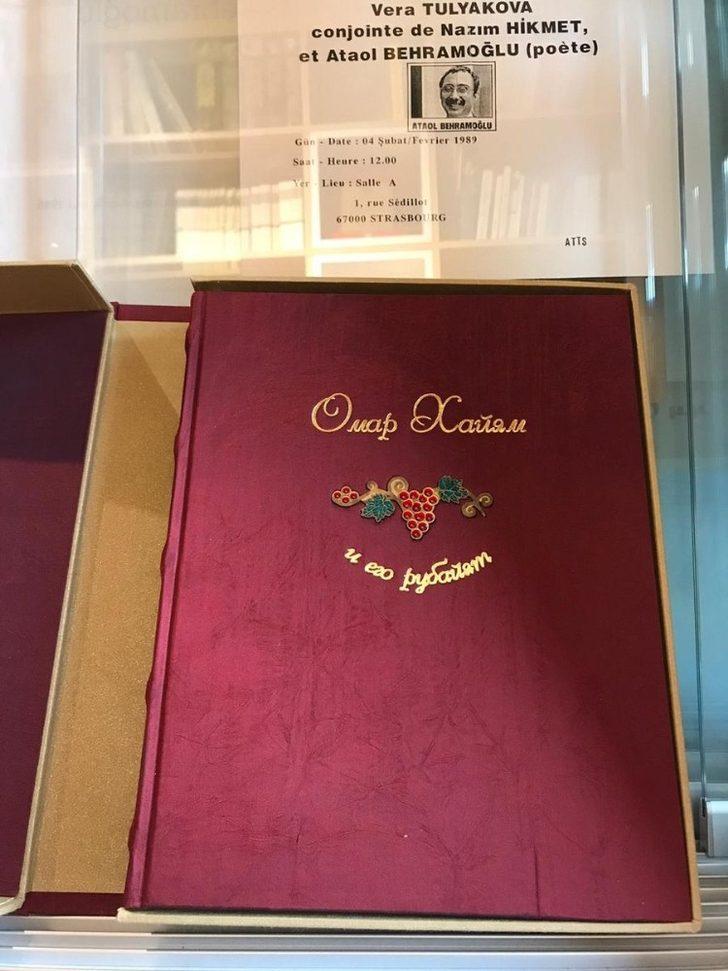 Vera TULYAKOVA
conjointe de Nazım HİKMET,
et Ataol BEHRAMOĞLU (poète)
ATAOL BEHRAMOĞLU
Gün - Date : 04 Şubat/Fevrier 1989
Saat - Heure : 12.00
Yer - Lieu : Salle A
1, rue Sédillot
67000 STRASBOURG
ATTS
Омар Хайям
и его рубайят